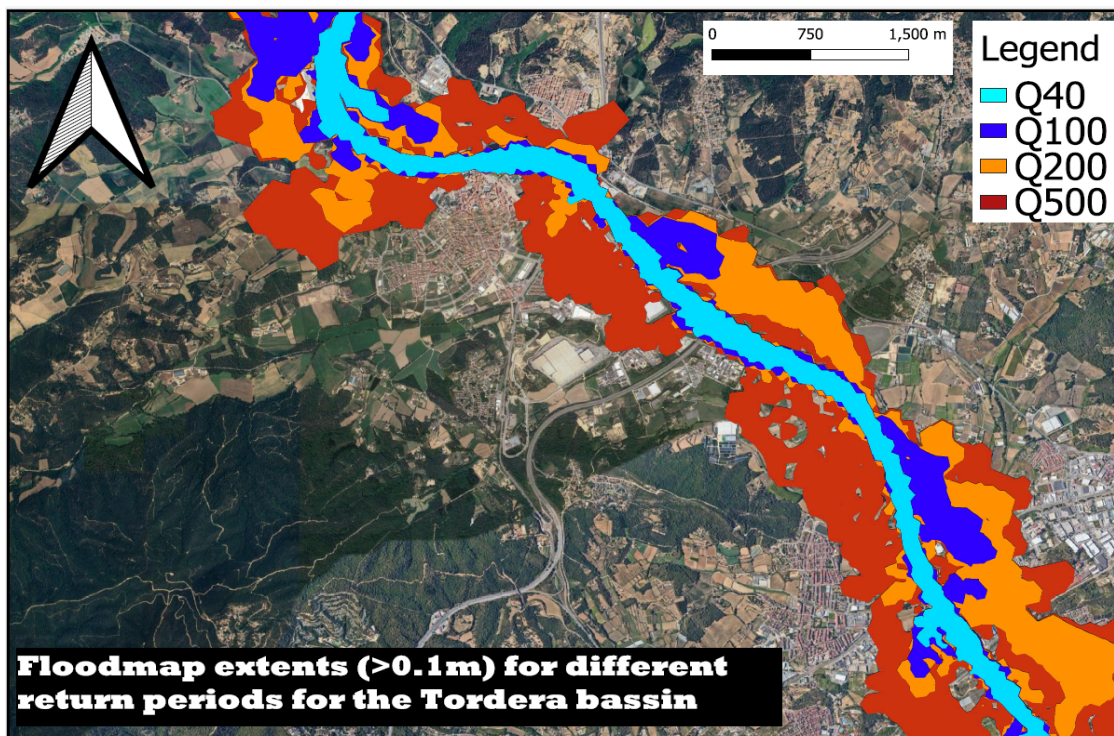 0 750 1,500 m
Legend
Q40
Q100
Q200
Q500
Floodmap extents (>0.1m) for different
return periods for the Tordera bassin